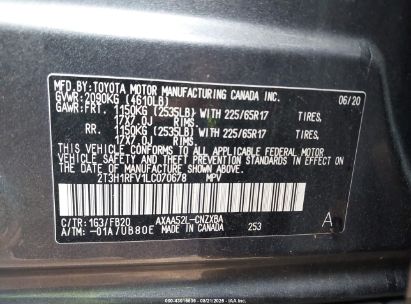 MFD.BY:TOYOTA MOTOR MANUFACTURING CANADA INC.
GVWR:2090KG (4610LB) 06/20
GAWR:FRT. 1150KG (2535LB) WITH 225/65R17
17X7.0J RIMS.
RR. 1150KG (2535LB) WITH 225/65R17
17X7.0J RIMS.
THIS VEHICLE CONFORMS TO ALL APPLICABLE FEDERAL MOTOR
VEHICLE SAFETY AND THEFT PREVENTION STANDARDS IN EFFECT ON
THE DATE OF MANUFACTURE SHOWN ABOVE.
2T3H1RFV1LC070678 MPV
C/TR:1G3/FB20 AXAA52L-CNZXBA A
A/TM:-01A/UB80E MADE IN CANADA 253